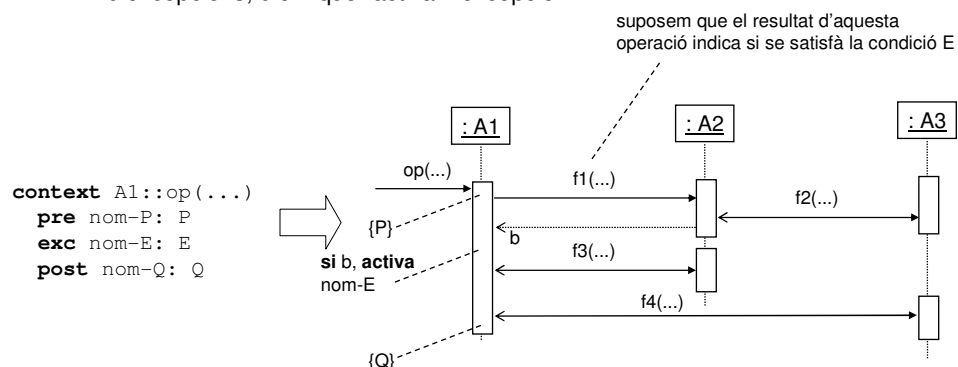 suposem que el resultat d'aquesta
operació indica si se satisfà la condició E
: A1
: A2
: A3
context A1::op(...)
pre nom-P: P
exc nom-E: E
post nom-Q: Q
op(...)
f1(...)
f2(...)
{P}
b
si b, activa
nom-E
f3(...)
f4(...)
{Q}